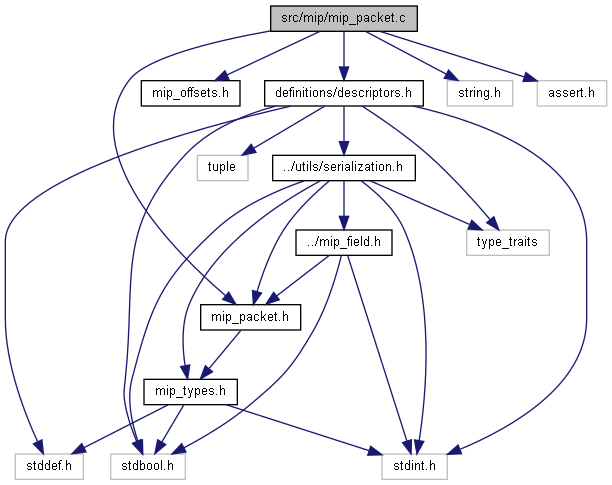 src/mip/mip_packet.c
mip_offsets.h
definitions/descriptors.h
string.h
assert.h
tuple
../utils/serialization.h
../mip_field.h
type_traits
mip_packet.h
mip_types.h
stddef.h
stdbool.h
stdint.h